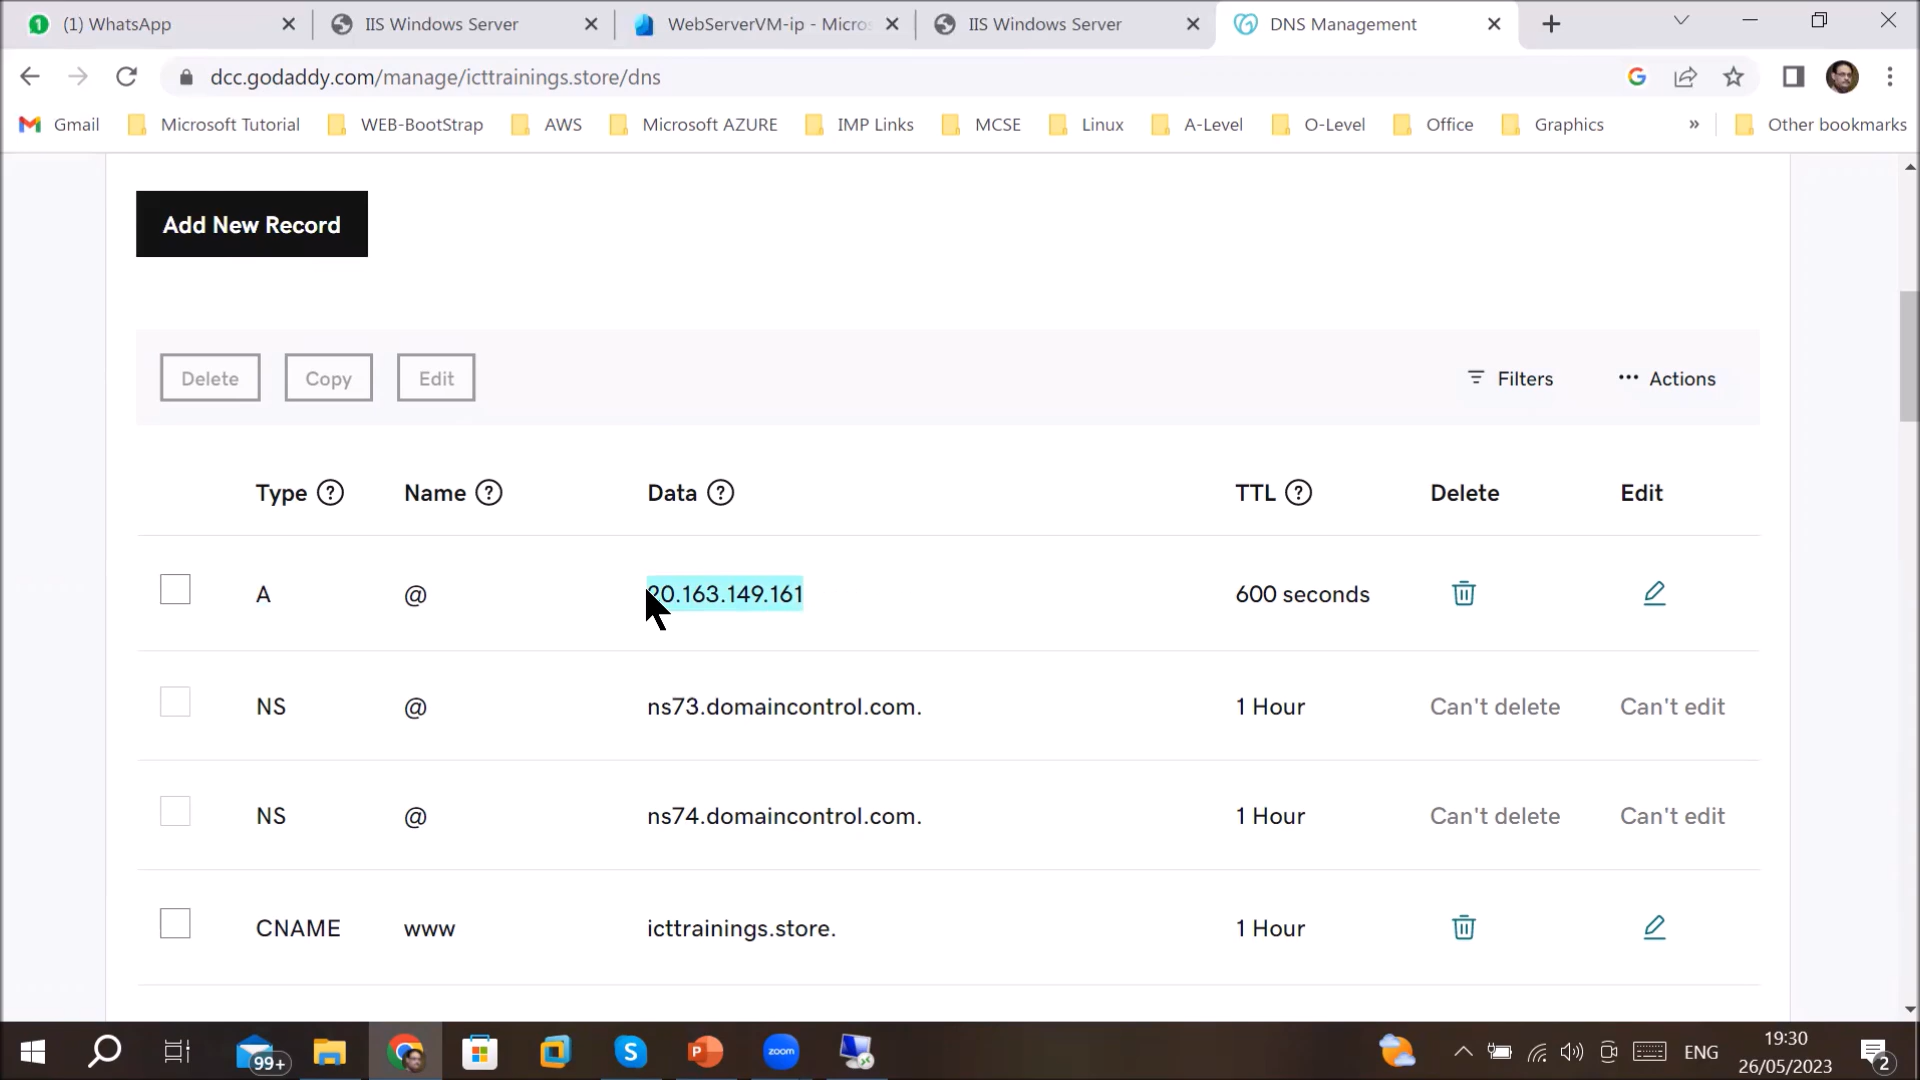 1 (1) WhatsApp IIS Windows Server WebServerVM-ip - Micros IIS Windows Server DNS Management
dcc.godaddy.com/manage/icttrainings.store/dns
Gmail Microsoft Tutorial WEB-BootStrap AWS Microsoft AZURE IMP Links MCSE Linux A-Level O-Level Office Graphics » Other bookmarks
Add New Record
Delete Copy Edit Filters ••• Actions
Type ? Name ? Data ? TTL ? Delete Edit
A @ 20.163.149.161 600 seconds
NS @ ns73.domaincontrol.com. 1 Hour Can't delete Can't edit
NS @ ns74.domaincontrol.com. 1 Hour Can't delete Can't edit
CNAME www icttrainings.store. 1 Hour
99+ S P zoom ENG 19:30
26/05/2023 2